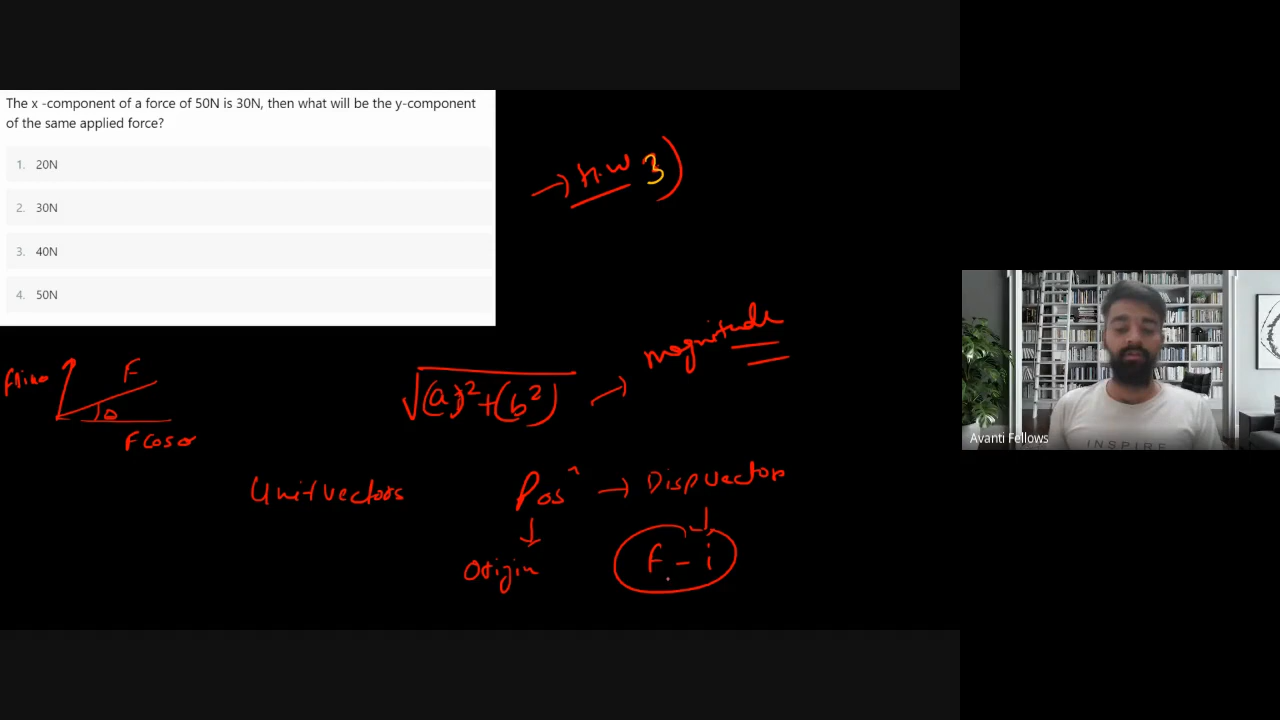 The x -component of a force of 50N is 30N, then what will be the y-component
of the same applied force?
1. 20N
2. 30N
3. 40N
4. 50N
→ H.W 3)
magnitude
√(a)²+(b²) →
F
θ
F cos θ
Unit vectors
Pos^n → Disp vectors
↓ ↓
Origin
f - i
Avanti Fellows
INSPIRE